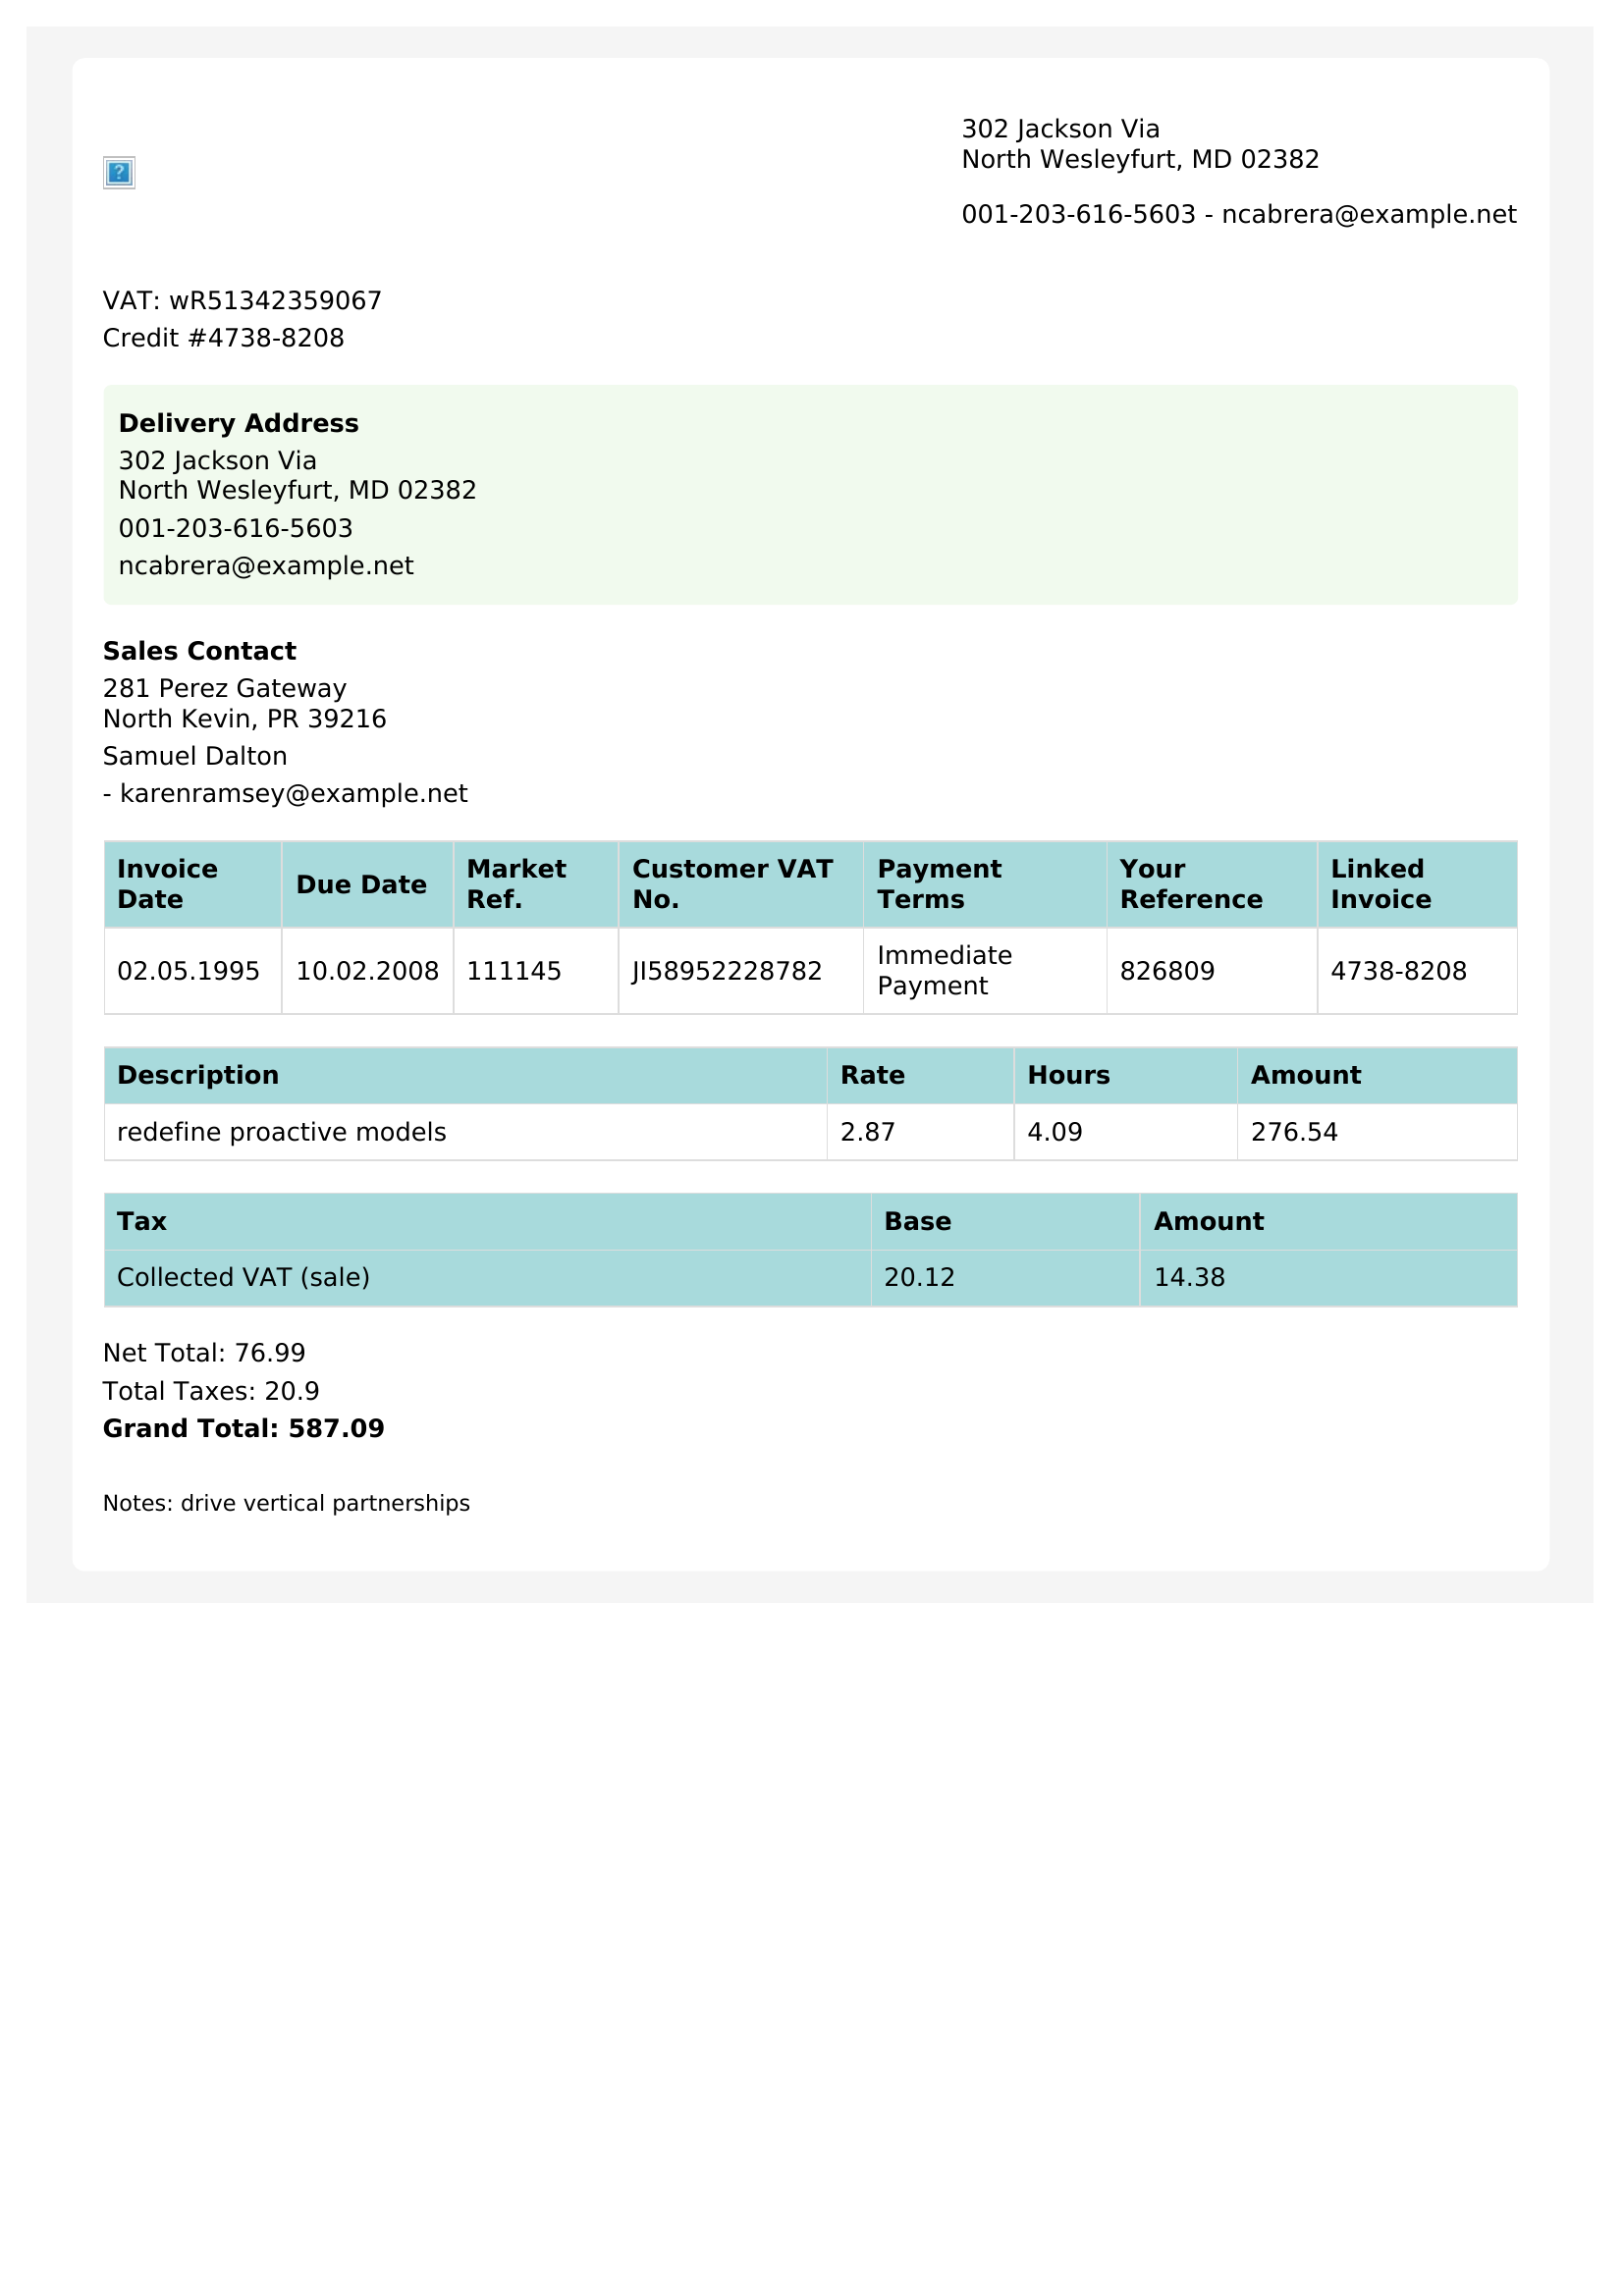 302 Jackson Via
North Wesleyfurt, MD 02382
001-203-616-5603 - ncabrera@example.net
VAT: wR51342359067
Credit #4738-8208
Delivery Address
302 Jackson Via
North Wesleyfurt, MD 02382
001-203-616-5603
ncabrera@example.net
Sales Contact
281 Perez Gateway
North Kevin, PR 39216
Samuel Dalton
- karenramsey@example.net
Invoice Date Due Date Market Ref. Customer VAT No. Payment Terms Your Reference Linked Invoice
02.05.1995 10.02.2008 111145 JI58952228782 Immediate Payment 826809 4738-8208
Description Rate Hours Amount
redefine proactive models 2.87 4.09 276.54
Tax Base Amount
Collected VAT (sale) 20.12 14.38
Net Total: 76.99
Total Taxes: 20.9
Grand Total: 587.09
Notes: drive vertical partnerships